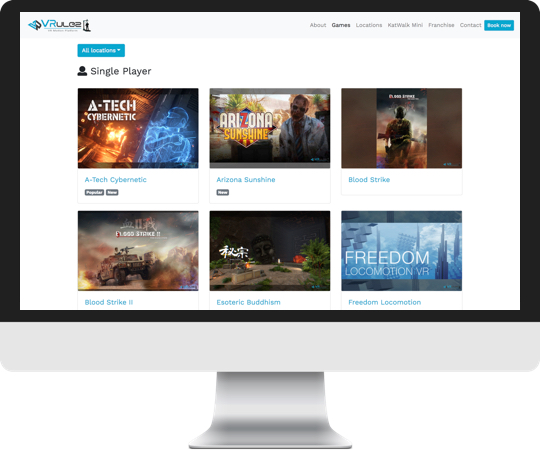 VRulez
About Games Locations KatWalk Mini Franchise Contact Book now
All locations
Single Player
A-TECH
CYBERNETIC
ARIZONA
SUNSHINE
BLOOD STRIKE
A-Tech Cybernetic
Popular New
Arizona Sunshine
New
Blood Strike
BLOOD STRIKE II
秘宗
FREEDOM
LOCOMOTION VR
Blood Strike II
Esoteric Buddhism
Freedom Locomotion